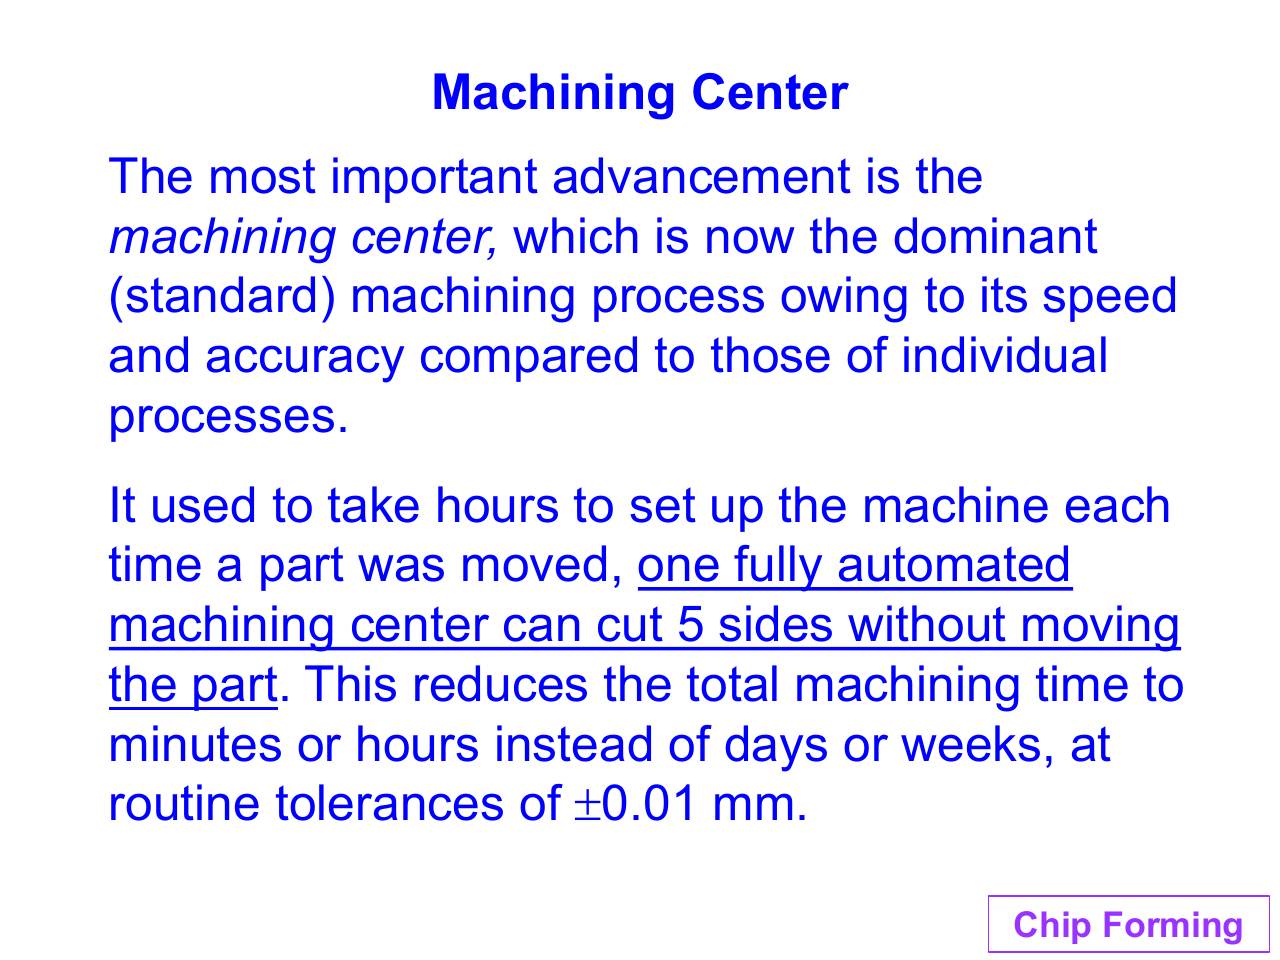 Machining Center
The most important advancement is the
machining center, which is now the dominant
(standard) machining process owing to its speed
and accuracy compared to those of individual
processes.
It used to take hours to set up the machine each
time a part was moved, one fully automated
machining center can cut 5 sides without moving
the part. This reduces the total machining time to
minutes or hours instead of days or weeks, at
routine tolerances of ±0.01 mm.
Chip Forming